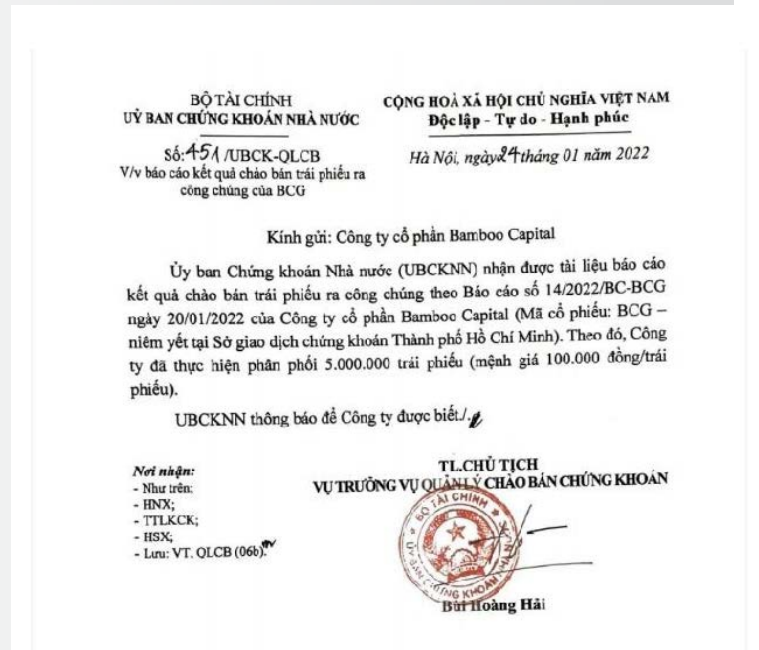 BỘ TÀI CHÍNH
UỶ BAN CHỨNG KHOÁN NHÀ NƯỚC
CỘNG HOÀ XÃ HỘI CHỦ NGHĨA VIỆT NAM
Độc lập - Tự do - Hạnh phúc
Số: 451 /UBCK-QLCB
V/v báo cáo kết quả chào bán trái phiếu ra
công chúng của BCG
Hà Nội, ngày 24 tháng 01 năm 2022
Kính gửi: Công ty cổ phần Bamboo Capital
Ủy ban Chứng khoán Nhà nước (UBCKNN) nhận được tài liệu báo cáo
kết quả chào bán trái phiếu ra công chúng theo Báo cáo số 14/2022/BC-BCG
ngày 20/01/2022 của Công ty cổ phần Bamboo Capital (Mã cổ phiếu: BCG –
niêm yết tại Sở giao dịch chứng khoán Thành phố Hồ Chí Minh). Theo đó, Công
ty đã thực hiện phân phối 5.000.000 trái phiếu (mệnh giá 100.000 đồng/trái
phiếu).
UBCKNN thông báo để Công ty được biết./.
Nơi nhận:
- Như trên;
- HNX;
- TTLKCK;
- HSX;
- Lưu: VT. QLCB (06b).
TL.CHỦ TỊCH
VỤ TRƯỞNG VỤ QUẢN LÝ CHÀO BÁN CHỨNG KHOÁN
BỘ TÀI CHÍNH
ỦY BAN CHỨNG KHOÁN
Bùi Hoàng Hải